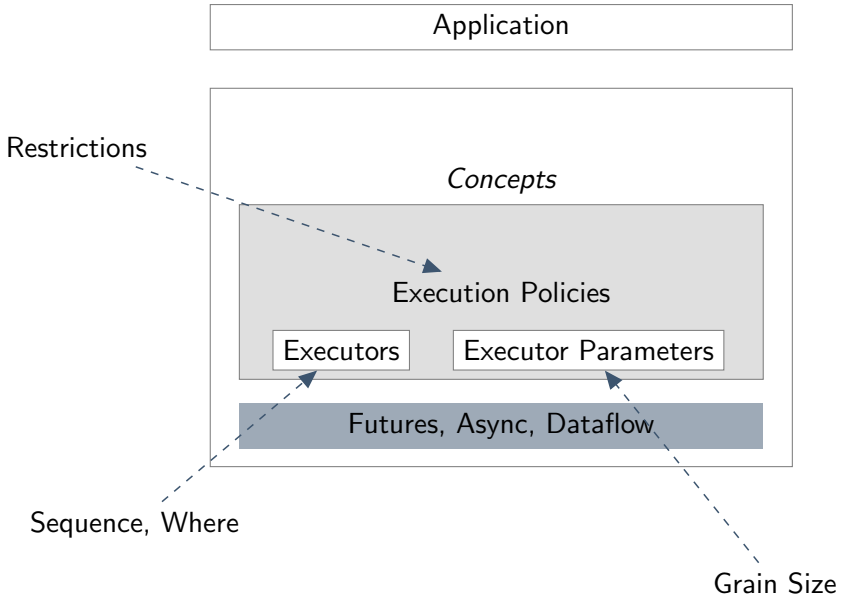 Application
Restrictions
Concepts
Execution Policies
Executors
Executor Parameters
Futures, Async, Dataflow
Sequence, Where
Grain Size